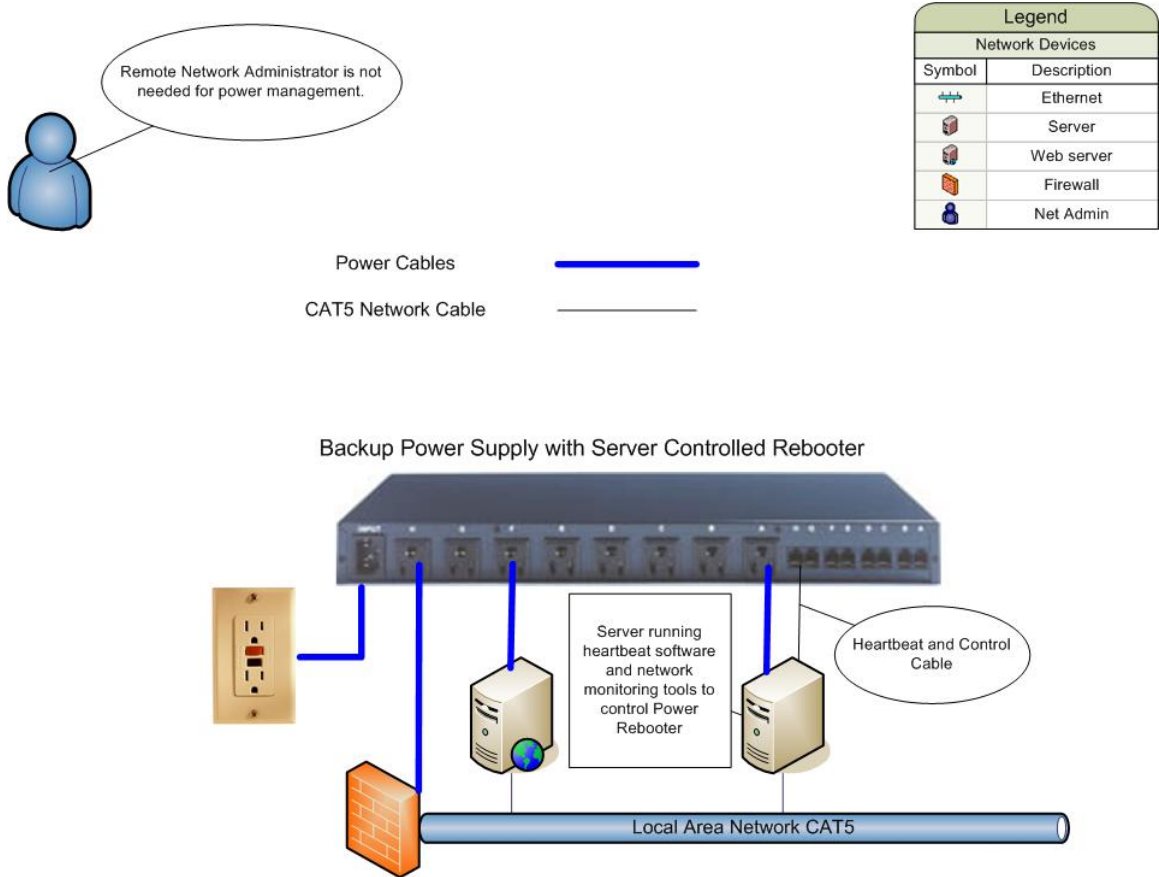 Remote Network Administrator is not
needed for power management.
Legend
Network Devices
Symbol Description
Ethernet
Server
Web server
Firewall
Net Admin
Power Cables
CAT5 Network Cable
Backup Power Supply with Server Controlled Rebooter
INPUT
Server running
heartbeat software
and network
monitoring tools to
control Power
Rebooter
Heartbeat and Control
Cable
Local Area Network CAT5